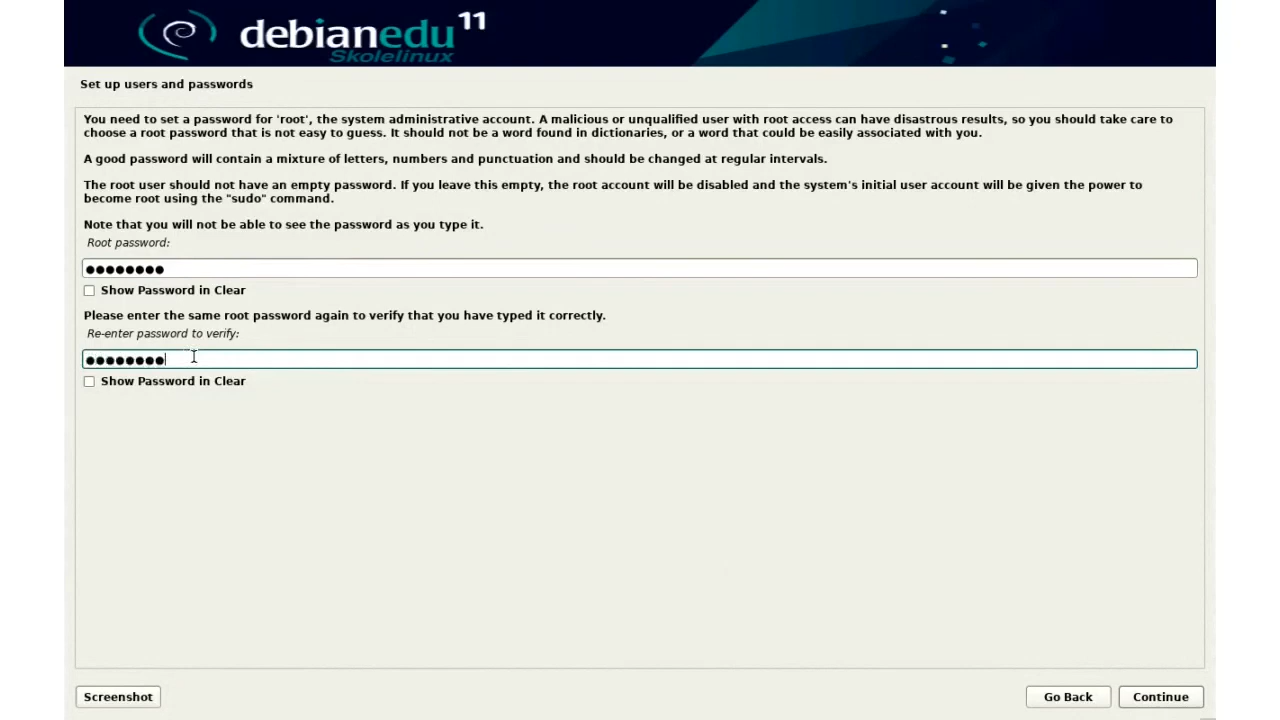 debianedu 11
Skolelinux
Set up users and passwords
You need to set a password for 'root', the system administrative account. A malicious or unqualified user with root access can have disastrous results, so you should take care to
choose a root password that is not easy to guess. It should not be a word found in dictionaries, or a word that could be easily associated with you.
A good password will contain a mixture of letters, numbers and punctuation and should be changed at regular intervals.
The root user should not have an empty password. If you leave this empty, the root account will be disabled and the system's initial user account will be given the power to
become root using the "sudo" command.
Note that you will not be able to see the password as you type it.
Root password:
●●●●●●●●
Show Password in Clear
Please enter the same root password again to verify that you have typed it correctly.
Re-enter password to verify:
●●●●●●●●
Show Password in Clear
Screenshot
Go Back
Continue